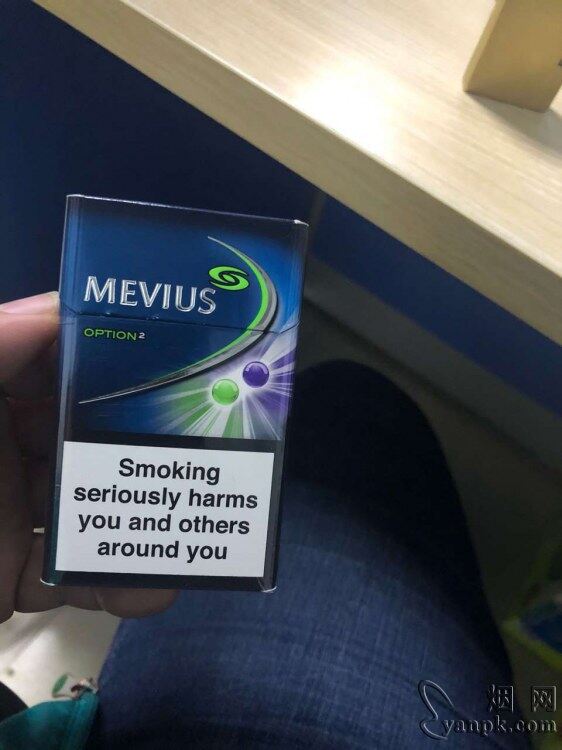 MEVIUS
OPTION²
Smoking
seriously harms
you and others
around you
烟网
yanpk.com